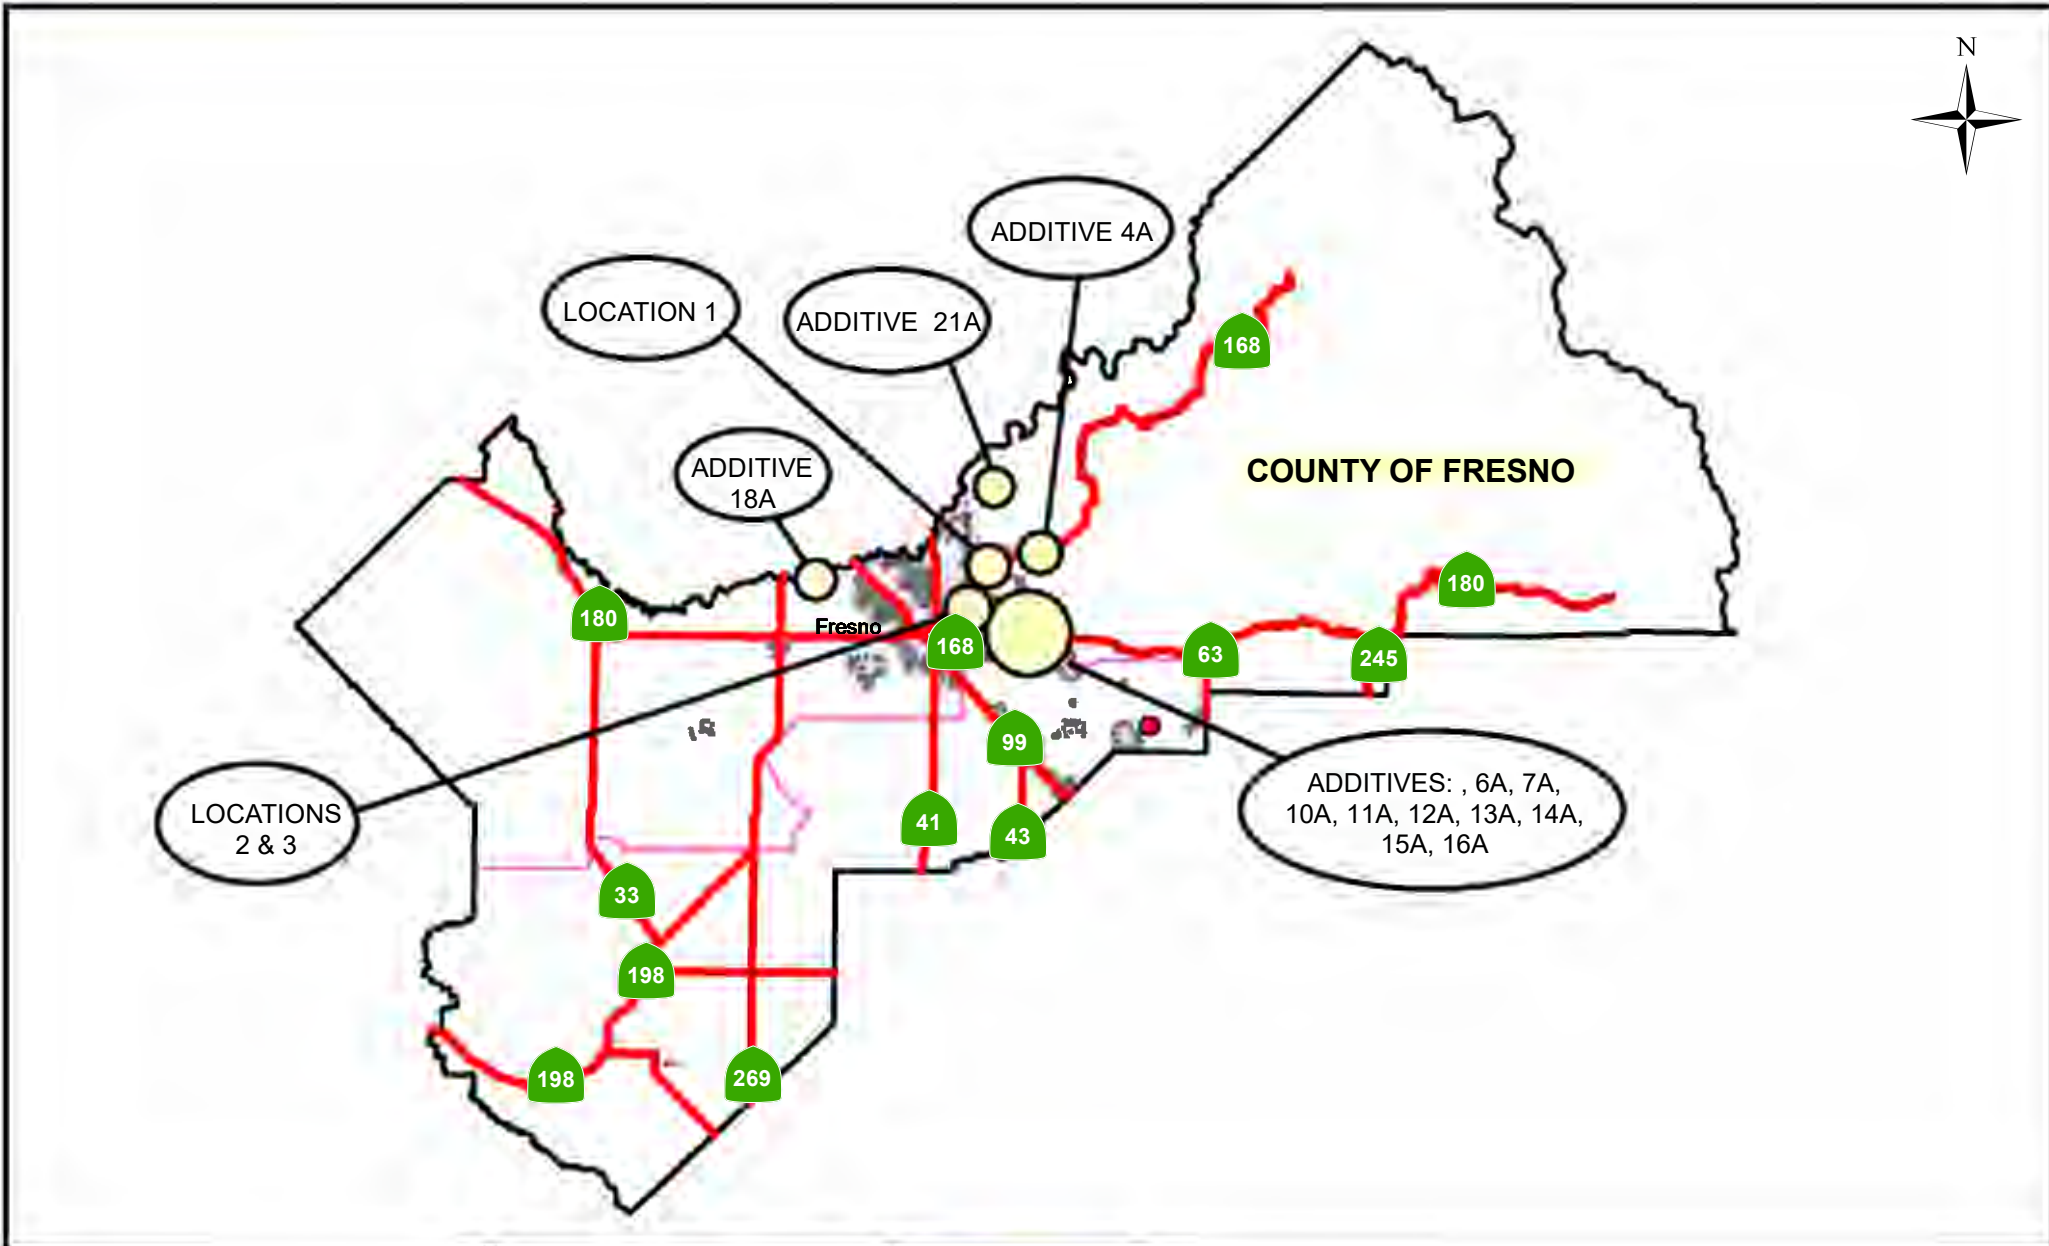 N
ADDITIVE 4A
LOCATION 1
ADDITIVE 21A
168
ADDITIVE
18A
COUNTY OF FRESNO
180
180
Fresno
168
63
245
99
LOCATIONS
2 & 3
41
43
ADDITIVES: , 6A, 7A,
10A, 11A, 12A, 13A, 14A,
15A, 16A
33
198
198
269